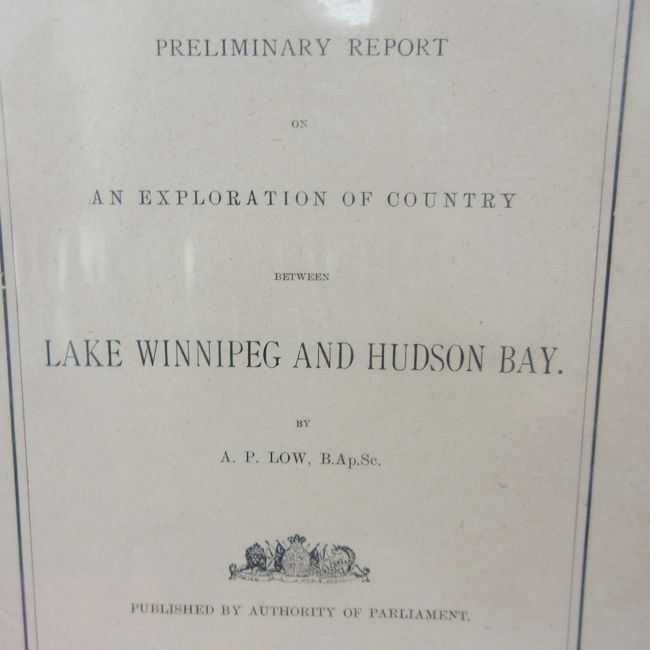 PRELIMINARY REPORT
ON
AN EXPLORATION OF COUNTRY
BETWEEN
LAKE WINNIPEG AND HUDSON BAY.
BY
A. P. LOW, B.Ap.Sc.
PUBLISHED BY AUTHORITY OF PARLIAMENT.